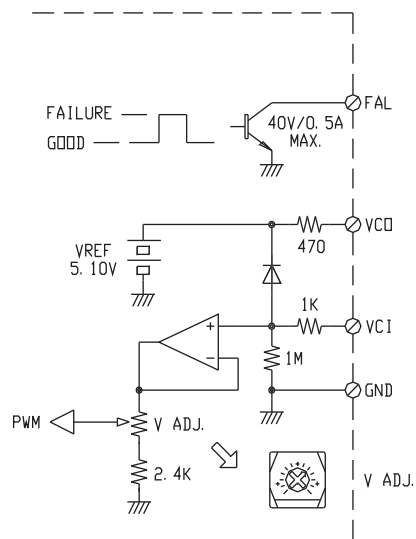 FAILURE
GOOD
40V/0.5A
MAX.
FAL
VREF
5.10V
470
VCO
1K
VCI
+
−
1M
GND
PWM
V ADJ.
2.4K
V ADJ.